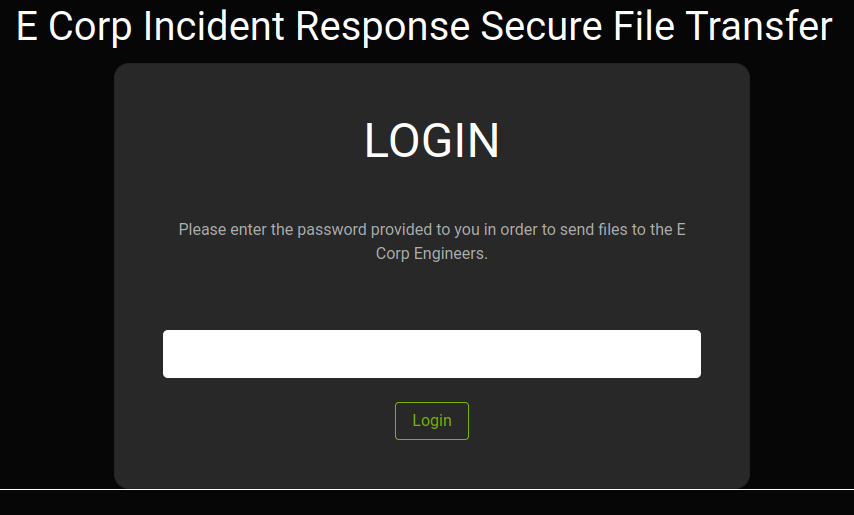 E Corp Incident Response Secure File Transfer
LOGIN
Please enter the password provided to you in order to send files to the E
Corp Engineers.
Login